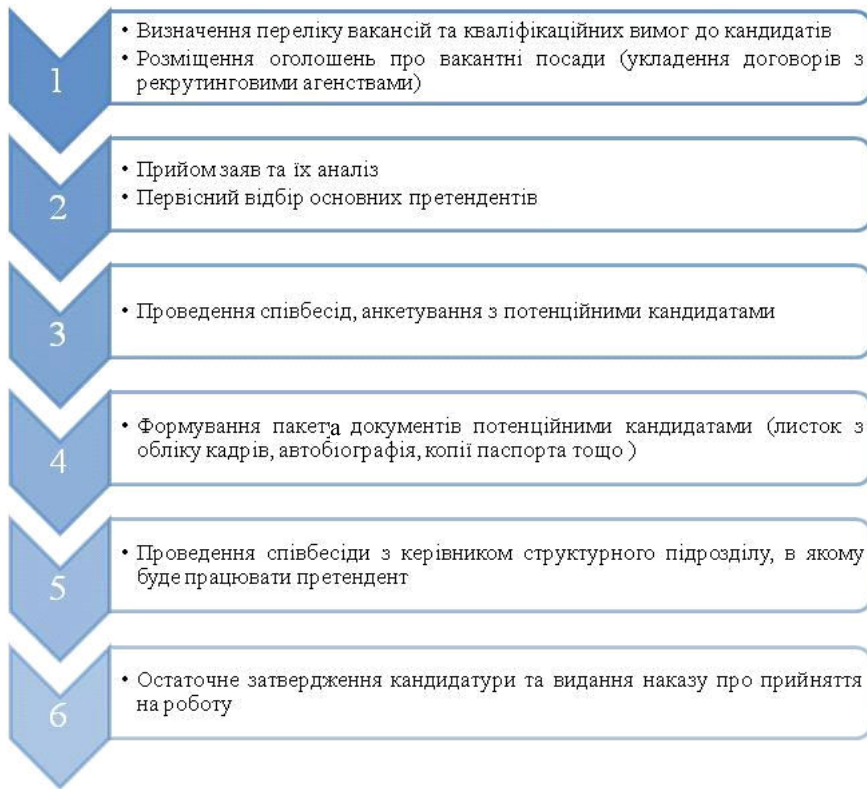 1
• Визначення переліку вакансій та кваліфікаційних вимог до кандидатів
• Розміщення оголошень про вакантні посади (укладення договорів з
рекрутинговими агенствами)
2
• Прийом заяв та їх аналіз
• Первісний відбір основних претендентів
3
• Проведення співбесід, анкетування з потенційними кандидатами
4
• Формування пакета документів потенційними кандидатами (листок з
обліку кадрів, автобіографія, копії паспорта тощо )
5
• Проведення співбесіди з керівником структурного підрозділу, в якому
буде працювати претендент
6
• Остаточне затвердження кандидатури та видання наказу про прийняття
на роботу